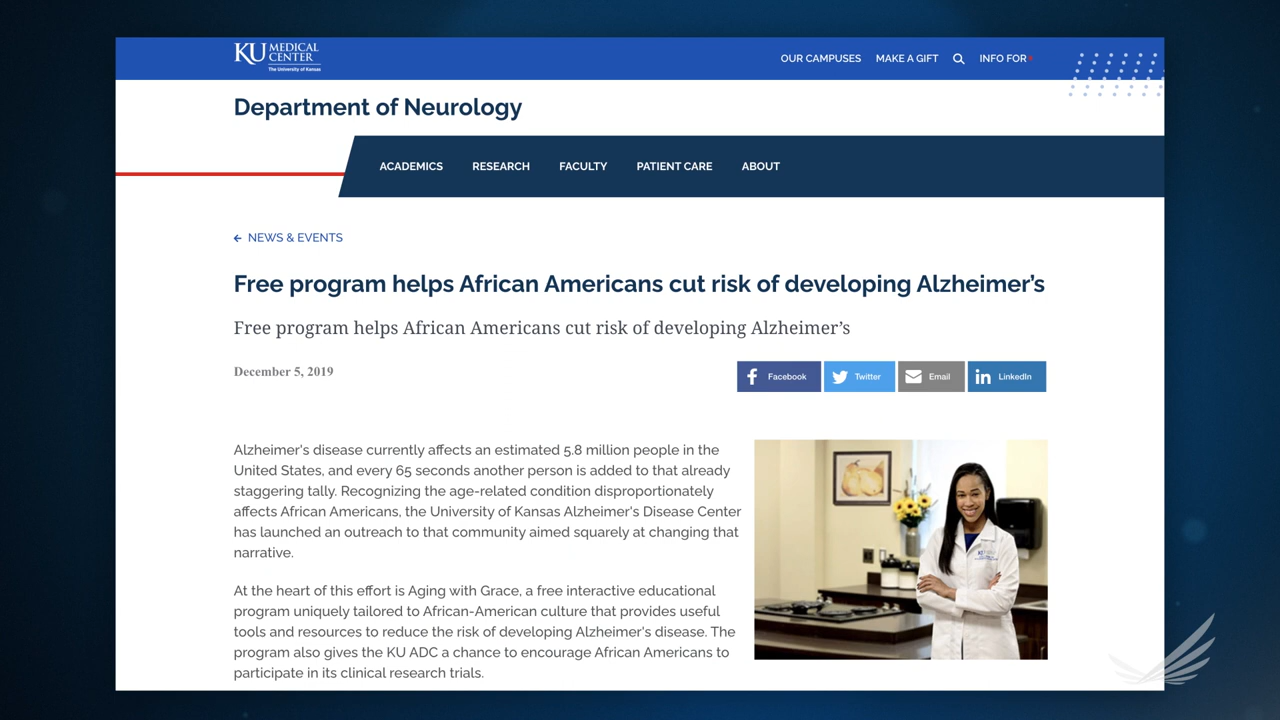 KU MEDICAL CENTER
The University of Kansas
OUR CAMPUSES MAKE A GIFT INFO FOR
Department of Neurology
ACADEMICS RESEARCH FACULTY PATIENT CARE ABOUT
← NEWS & EVENTS
Free program helps African Americans cut risk of developing Alzheimer's
Free program helps African Americans cut risk of developing Alzheimer's
December 5, 2019
Facebook Twitter Email LinkedIn
Alzheimer's disease currently affects an estimated 5.8 million people in the
United States, and every 65 seconds another person is added to that already
staggering tally. Recognizing the age-related condition disproportionately
affects African Americans, the University of Kansas Alzheimer's Disease Center
has launched an outreach to that community aimed squarely at changing that
narrative.
At the heart of this effort is Aging with Grace, a free interactive educational
program uniquely tailored to African-American culture that provides useful
tools and resources to reduce the risk of developing Alzheimer's disease. The
program also gives the KU ADC a chance to encourage African Americans to
participate in its clinical research trials.